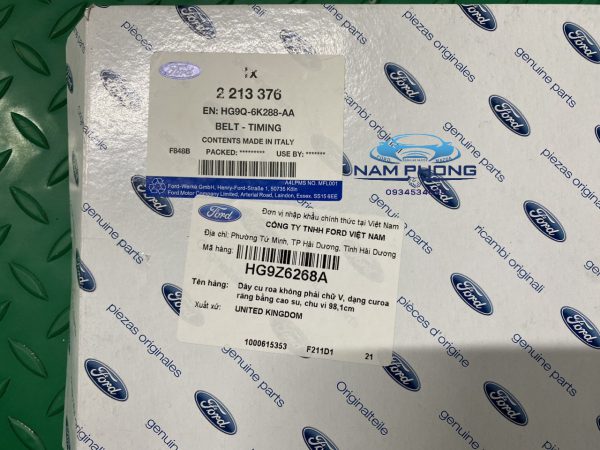 Ford
1X
2 213 376
EN: HG9Q-6K288-AA
BELT - TIMING
CONTENTS MADE IN ITALY
F848B PACKED: ********* USE BY: *******
A4LPMS NO. MFL001
Ford-Werke GmbH, Henry-Ford-Straße 1, 50735 Köln
Ford Motor Company Limited, Arterial Road, Laindon, Essex. SS15 6EE
NAM PHONG
Ford
Đơn vị nhập khẩu chính thức tại Việt Nam
CÔNG TY TNHH FORD VIỆT NAM
Địa chỉ: Phường Tứ Minh, TP Hải Dương, Tỉnh Hải Dương
Mã hàng:
HG9Z6268A
Tên hàng: Dây cu roa không phải chữ V, dạng curoa
răng bằng cao su, chu vi 98,1cm
Xuất xứ: UNITED KINGDOM
1000615353 F211D1 21
piezas originales
pièces d'origine
genuine parts
ricambi originali
Originalteile